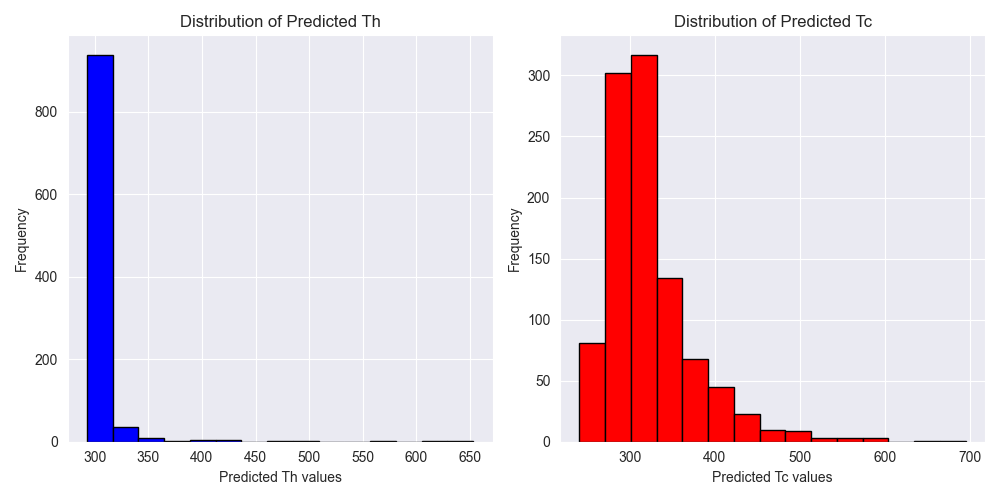 Distribution of Predicted Th
Frequency
800
600
400
200
0
300 350 400 450 500 550 600 650
Predicted Th values
Distribution of Predicted Tc
Frequency
300
250
200
150
100
50
0
300 400 500 600 700
Predicted Tc values